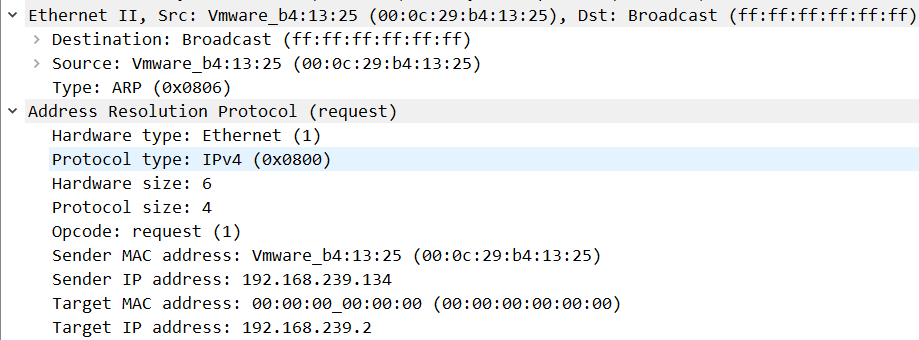 Ethernet II, Src: Vmware_b4:13:25 (00:0c:29:b4:13:25), Dst: Broadcast (ff:ff:ff:ff:ff:ff)
Destination: Broadcast (ff:ff:ff:ff:ff:ff)
Source: Vmware_b4:13:25 (00:0c:29:b4:13:25)
Type: ARP (0x0806)
Address Resolution Protocol (request)
Hardware type: Ethernet (1)
Protocol type: IPv4 (0x0800)
Hardware size: 6
Protocol size: 4
Opcode: request (1)
Sender MAC address: Vmware_b4:13:25 (00:0c:29:b4:13:25)
Sender IP address: 192.168.239.134
Target MAC address: 00:00:00_00:00:00 (00:00:00:00:00:00)
Target IP address: 192.168.239.2